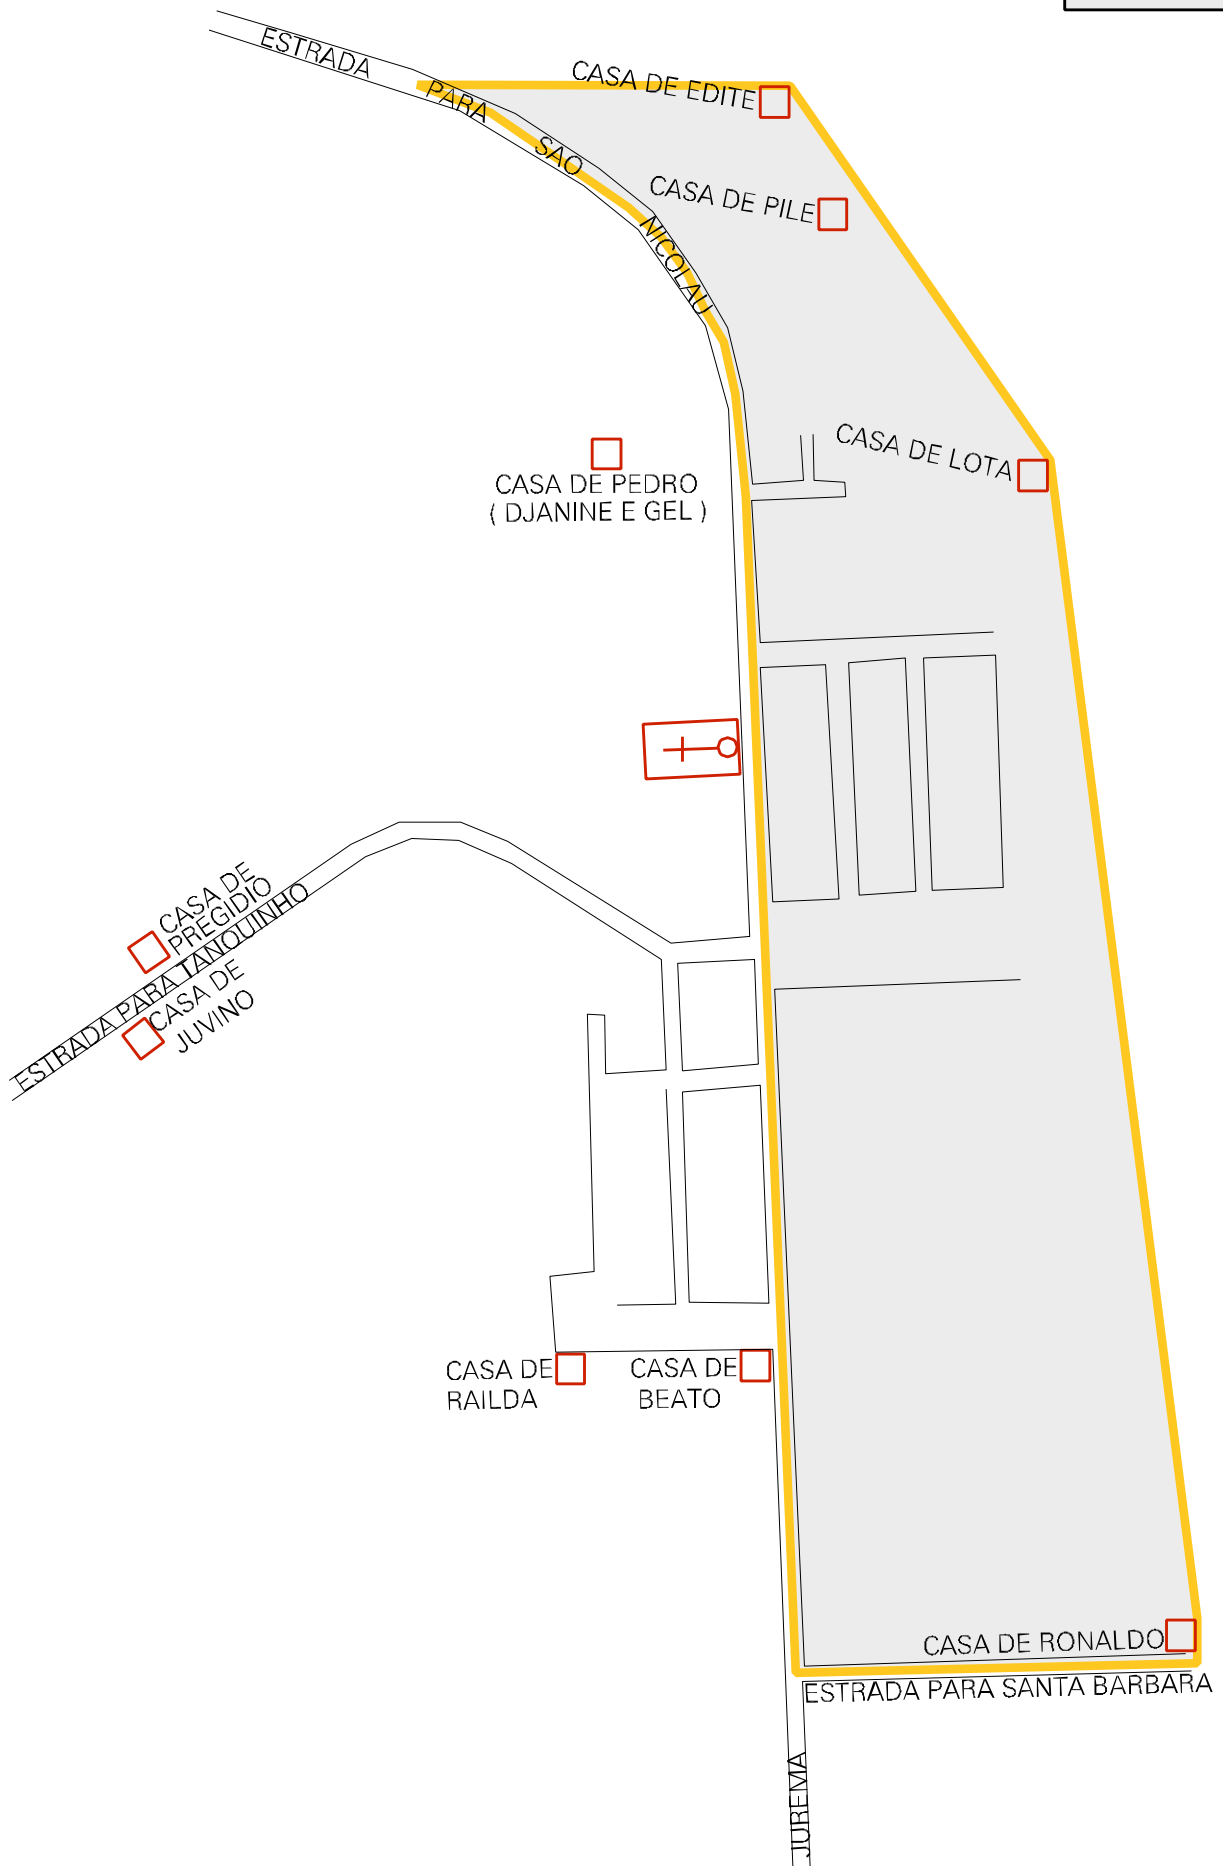 ESTRADA PARA SAO NICOLAU
CASA DE EDITE
CASA DE PILE
CASA DE LOTA
CASA DE PEDRO
( DJANINE E GEL )
CASA DE
PREGIDIO
ESTRADA PARA TANQUINHO
CASA DE
JUVINO
CASA DE
RAILDA
CASA DE
BEATO
CASA DE RONALDO
ESTRADA PARA SANTA BARBARA
JUREMA